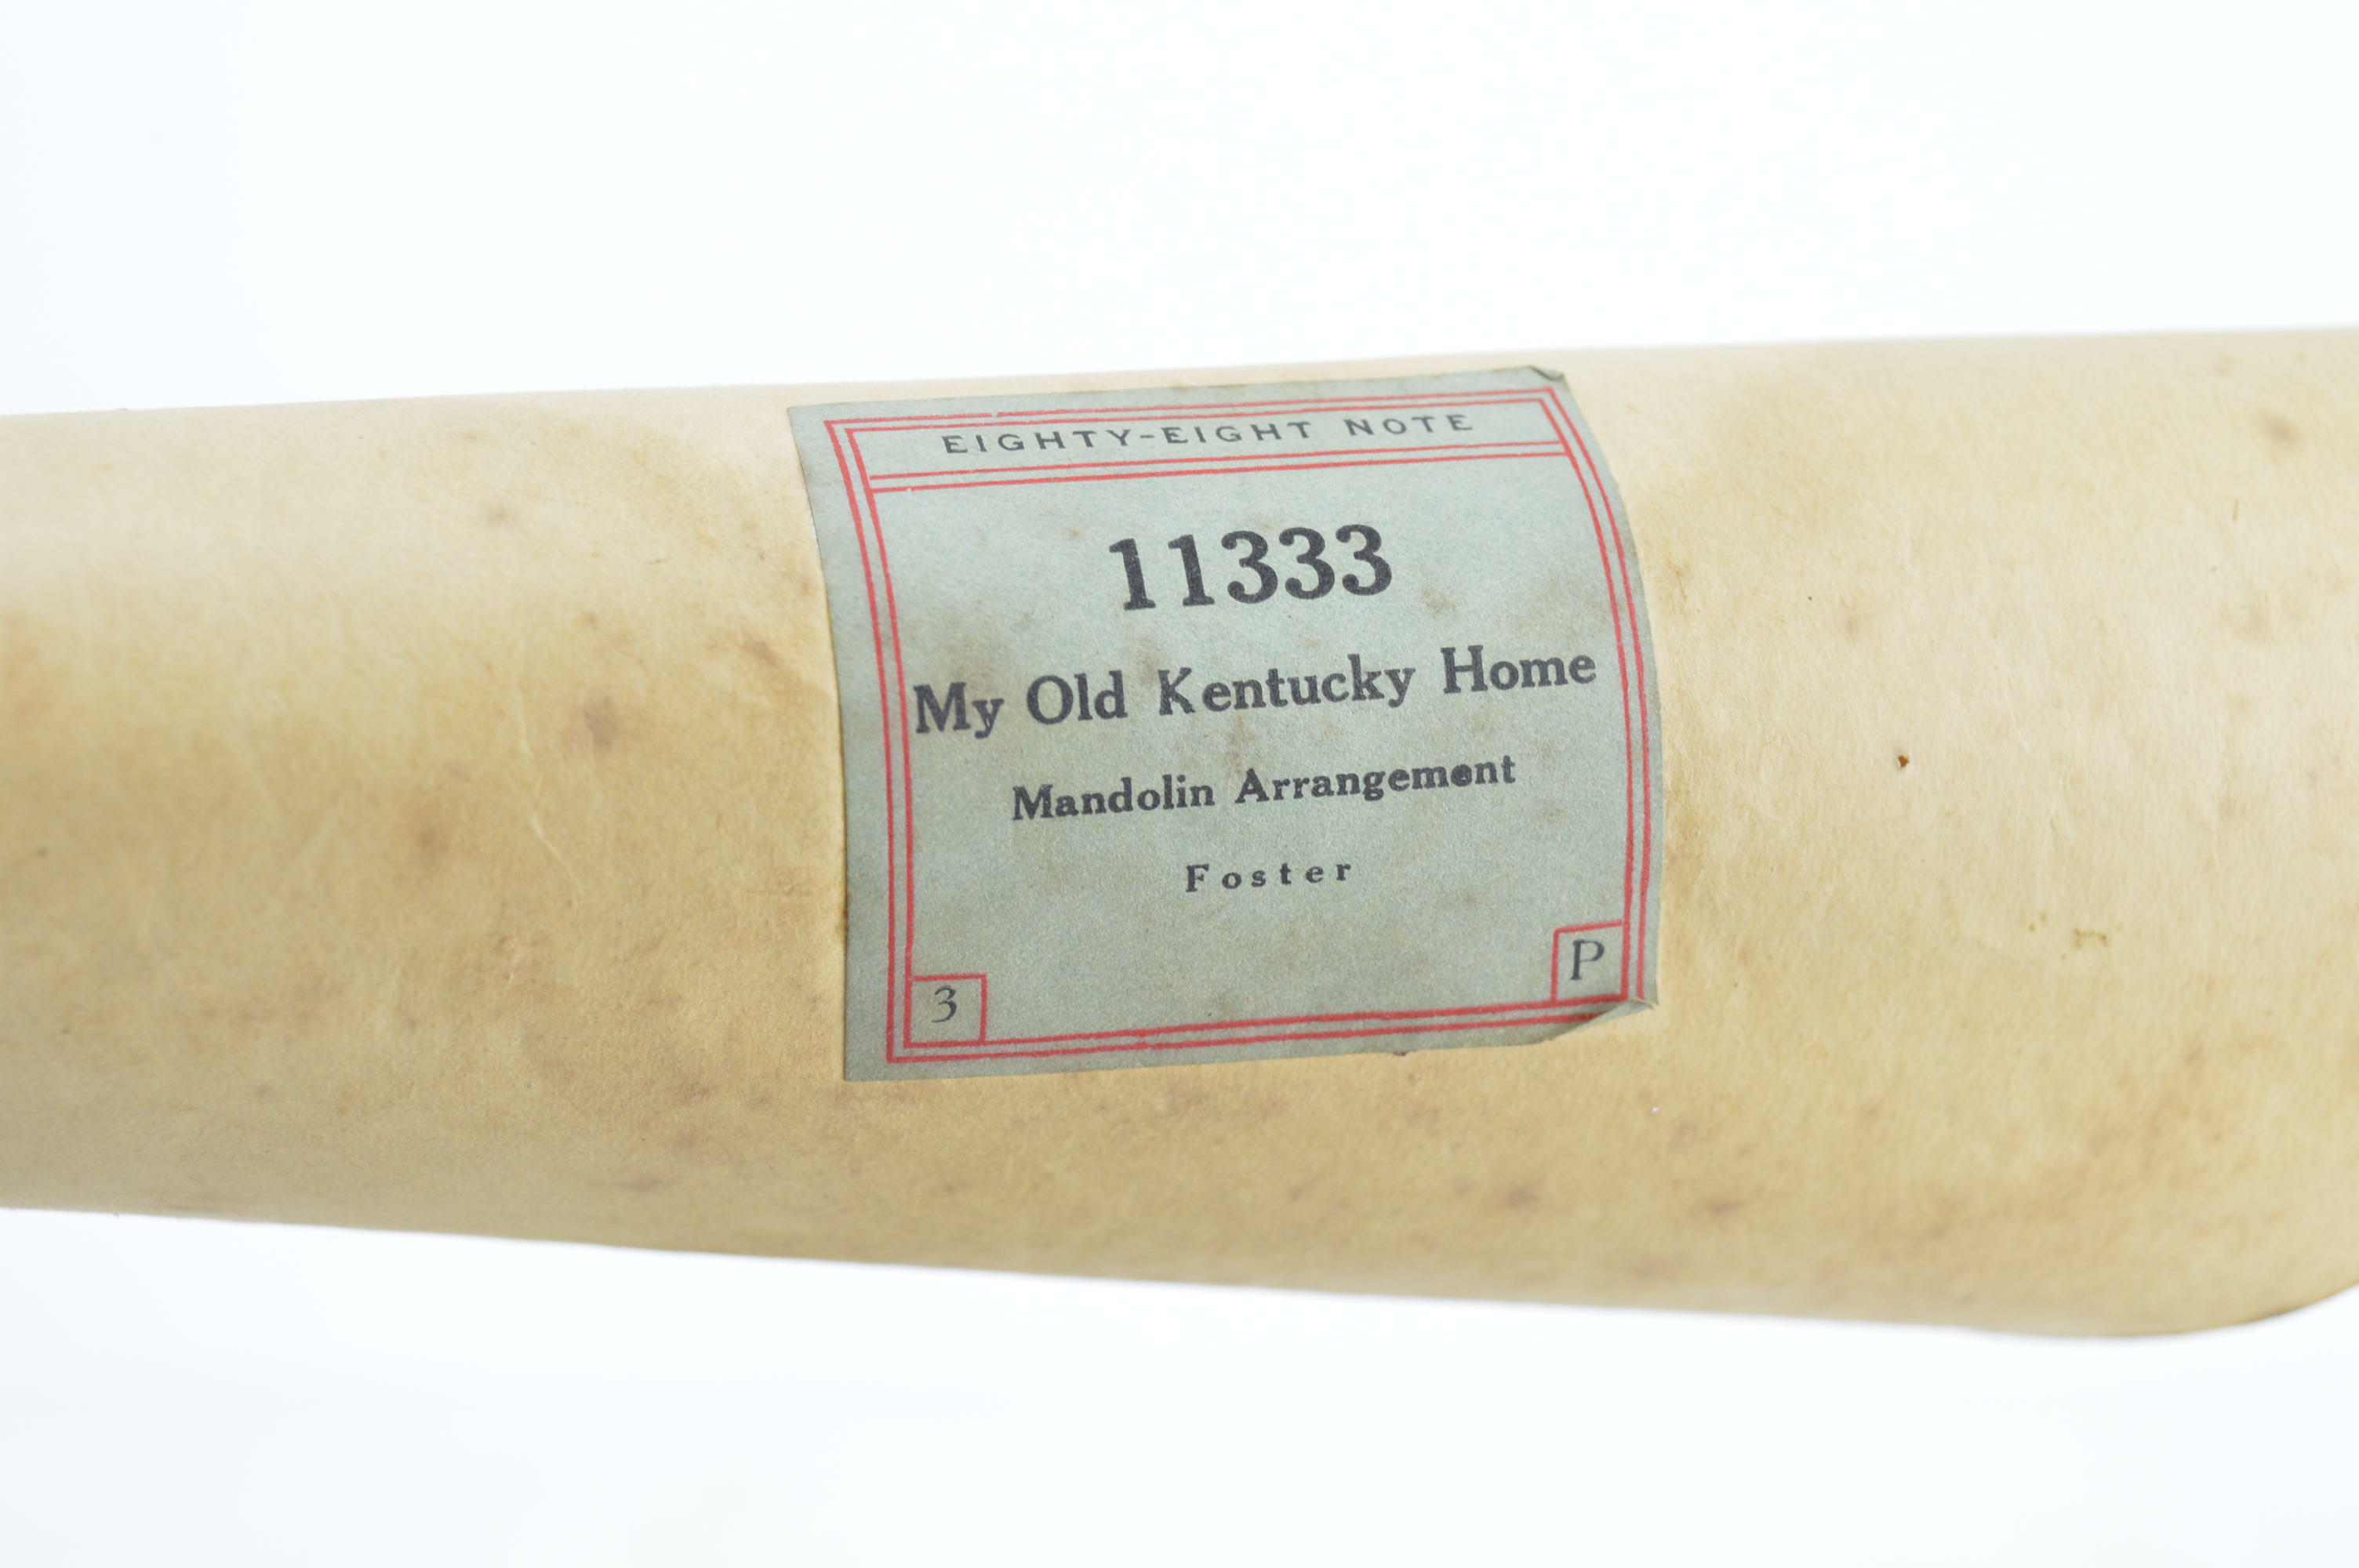 EIGHTY-EIGHT NOTE
11333
My Old Kentucky Home
Mandolin Arrangement
Foster
3
P